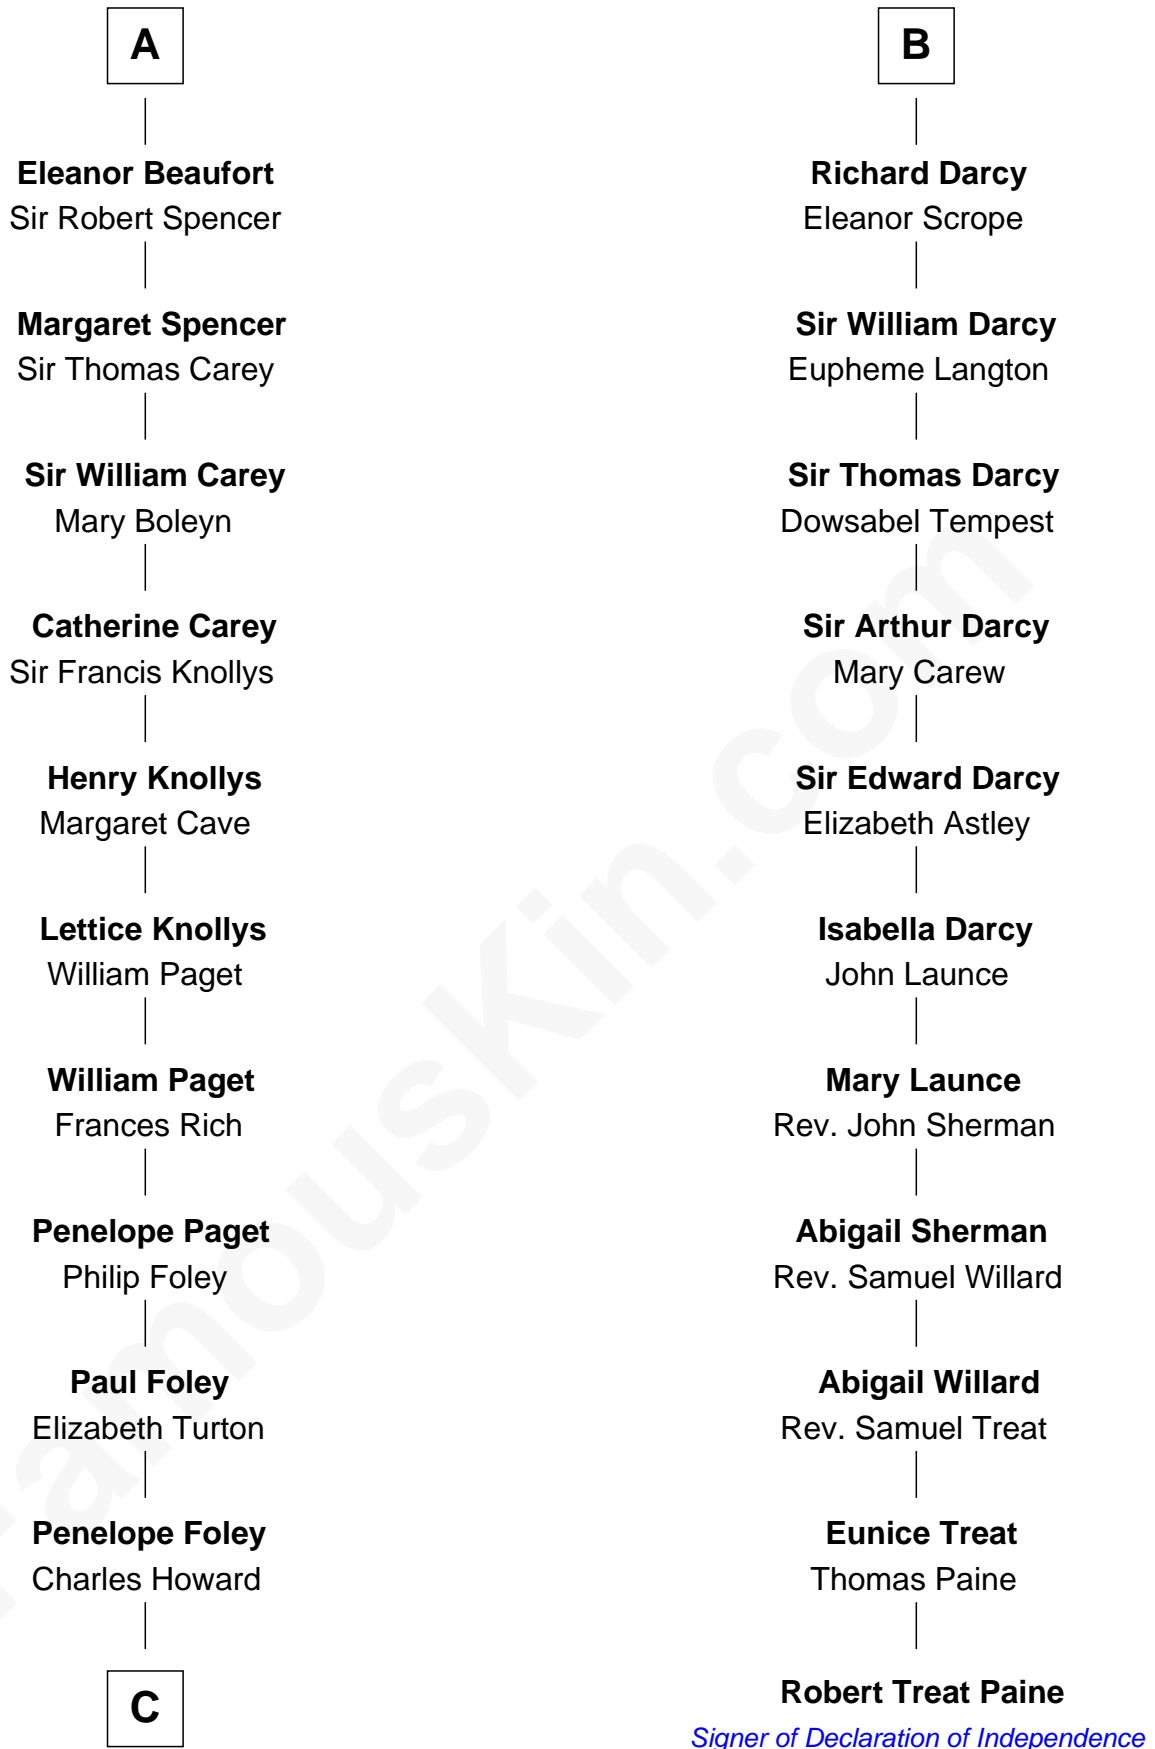 A
Eleanor Beaufort
Sir Robert Spencer
Margaret Spencer
Sir Thomas Carey
Sir William Carey
Mary Boleyn
Catherine Carey
Sir Francis Knollys
Henry Knollys
Margaret Cave
Lettice Knollys
William Paget
William Paget
Frances Rich
Penelope Paget
Philip Foley
Paul Foley
Elizabeth Turton
Penelope Foley
Charles Howard
C
B
Richard Darcy
Eleanor Scrope
Sir William Darcy
Eupheme Langton
Sir Thomas Darcy
Dowsabel Tempest
Sir Arthur Darcy
Mary Carew
Sir Edward Darcy
Elizabeth Astley
Isabella Darcy
John Launce
Mary Launce
Rev. John Sherman
Abigail Sherman
Rev. Samuel Willard
Abigail Willard
Rev. Samuel Treat
Eunice Treat
Thomas Paine
Robert Treat Paine
Signer of Declaration of Independence
FamousKin.com